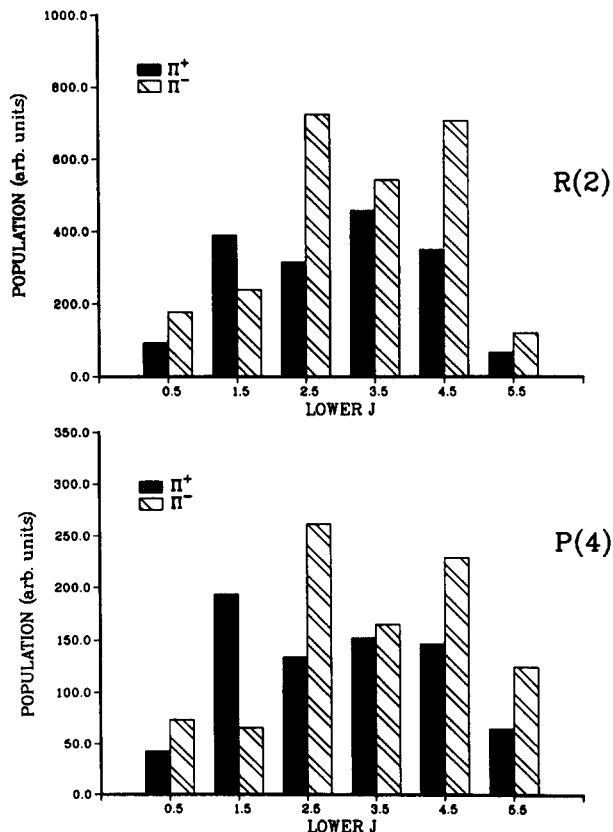 1000.0
800.0
600.0
400.0
200.0
0.0
POPULATION (arb. units)
Π+
Π−
R(2)
0.5 1.5 2.5 3.5 4.5 5.5
LOWER J
350.0
300.0
250.0
200.0
150.0
100.0
50.0
0.0
POPULATION (arb. units)
Π+
Π−
P(4)
0.5 1.5 2.5 3.5 4.5 5.5
LOWER J